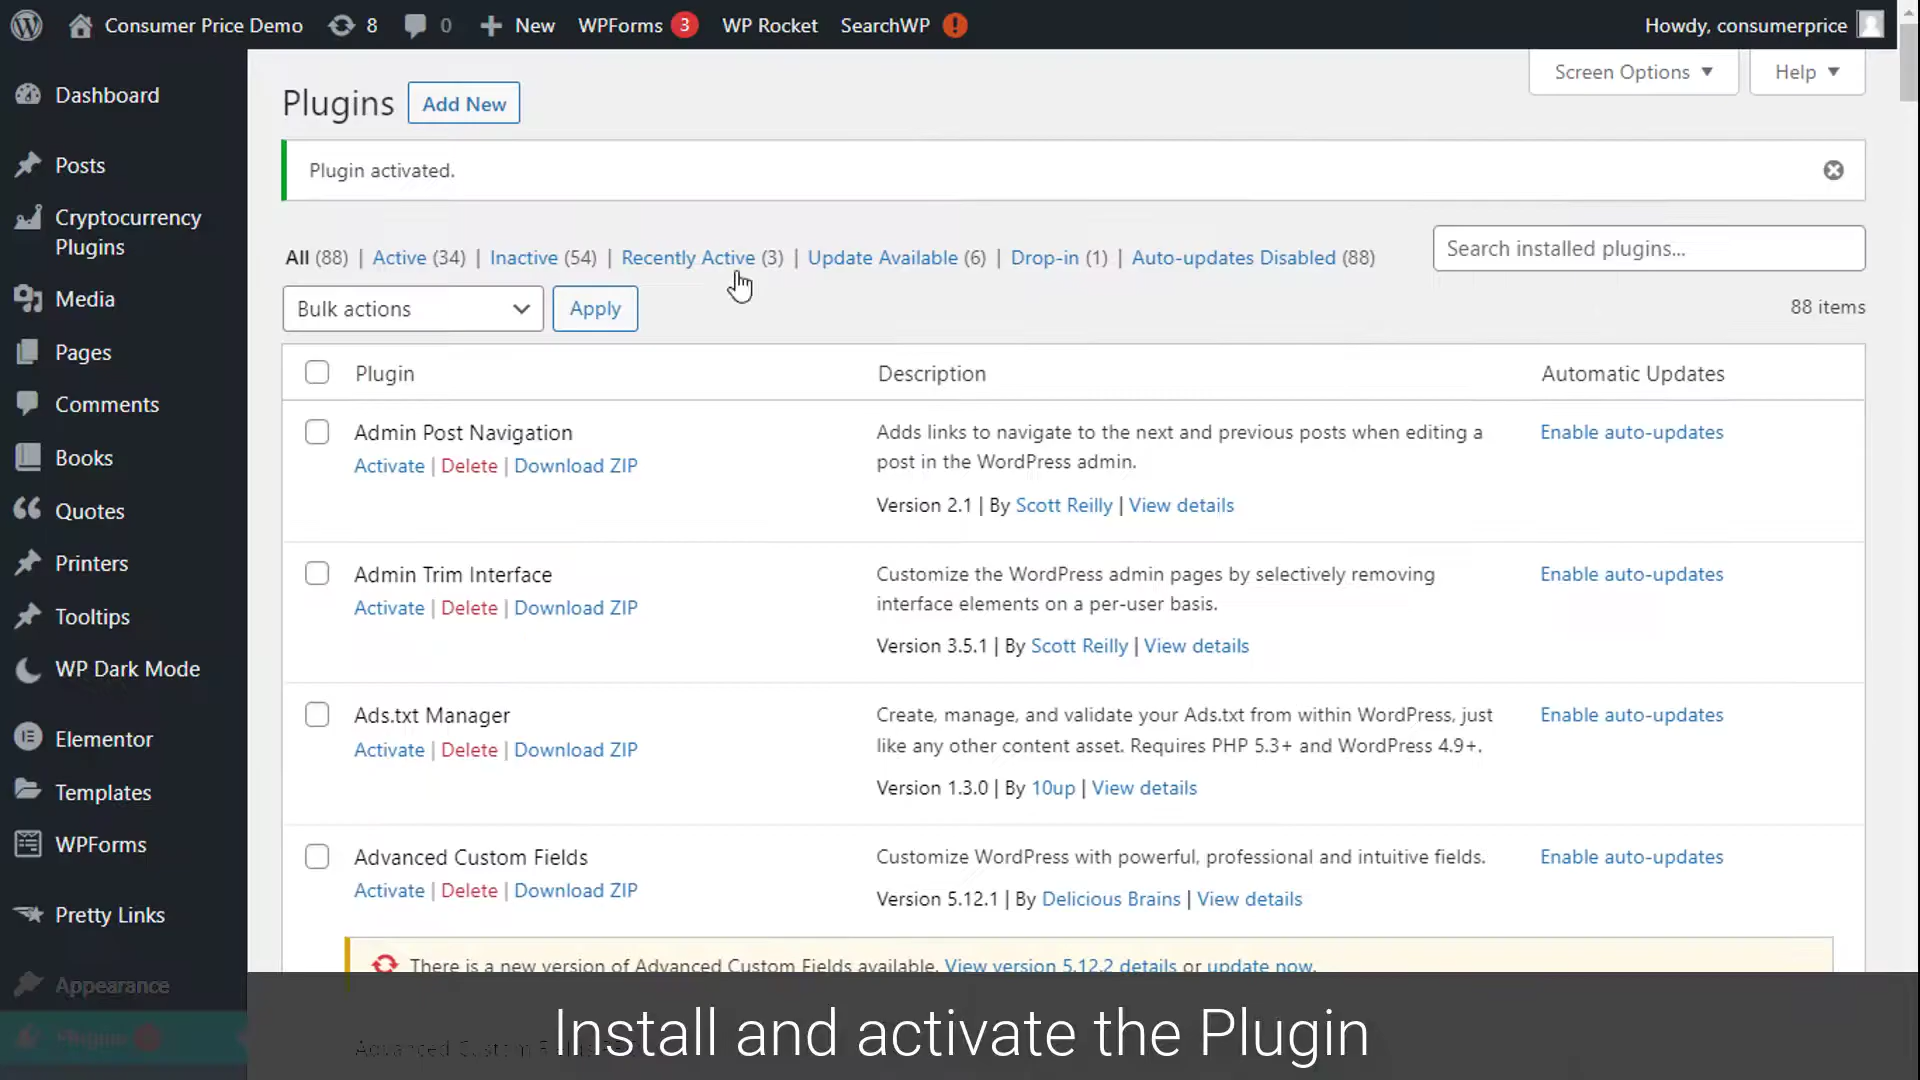 Consumer Price Demo 8 0 New WPForms 3 WP Rocket SearchWP ! Howdy, consumerprice
Screen Options Help
Dashboard
Posts
Cryptocurrency
Plugins
Media
Pages
Comments
Books
Quotes
Printers
Tooltips
WP Dark Mode
Elementor
Templates
WPForms
Pretty Links
Appearance
Plugins
Plugins Add New
Plugin activated.
All (88) | Active (34) | Inactive (54) | Recently Active (3) | Update Available (6) | Drop-in (1) | Auto-updates Disabled (88)
Search installed plugins...
Bulk actions Apply 88 items
Plugin Description Automatic Updates
Admin Post Navigation
Activate | Delete | Download ZIP
Adds links to navigate to the next and previous posts when editing a
post in the WordPress admin.
Version 2.1 | By Scott Reilly | View details
Enable auto-updates
Admin Trim Interface
Activate | Delete | Download ZIP
Customize the WordPress admin pages by selectively removing
interface elements on a per-user basis.
Version 3.5.1 | By Scott Reilly | View details
Enable auto-updates
Ads.txt Manager
Activate | Delete | Download ZIP
Create, manage, and validate your Ads.txt from within WordPress, just
like any other content asset. Requires PHP 5.3+ and WordPress 4.9+.
Version 1.3.0 | By 10up | View details
Enable auto-updates
Advanced Custom Fields
Activate | Delete | Download ZIP
Customize WordPress with powerful, professional and intuitive fields.
Version 5.12.1 | By Delicious Brains | View details
Enable auto-updates
There is a new version of Advanced Custom Fields available. View version 5.12.2 details or update now.
Advanced Custom Fields
Install and activate the Plugin